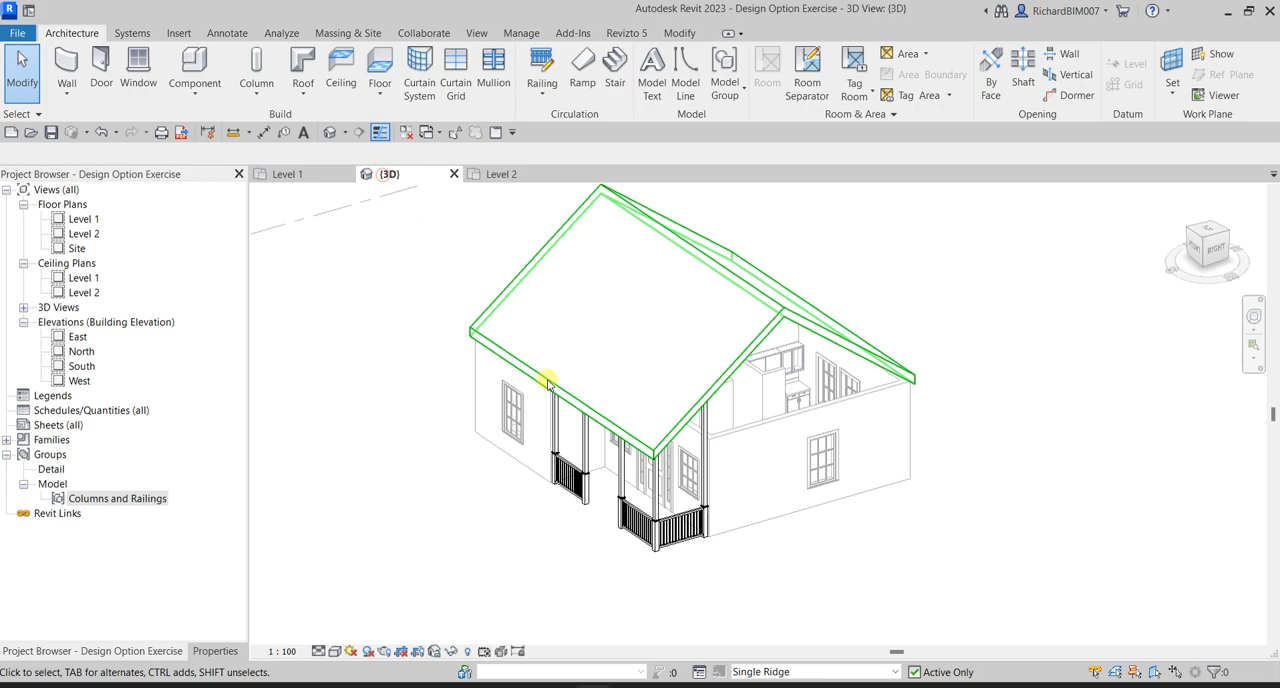 Autodesk Revit 2023 - Design Option Exercise - 3D View: {3D}
RichardBIM007
File Architecture Systems Insert Annotate Analyze Massing & Site Collaborate View Manage Add-Ins Revizto 5 Modify
Modify
Wall
Door
Window
Component
Column
Roof
Ceiling
Floor
Curtain System
Curtain Grid
Mullion
Railing
Ramp
Stair
Model Text
Model Line
Model Group
Room
Room Separator
Tag Room
Area
Area Boundary
Tag Area
By Face
Shaft
Wall
Vertical
Dormer
Level
Grid
Set
Show
Ref Plane
Viewer
Select
Build
Circulation
Model
Room & Area
Opening
Datum
Work Plane
Project Browser - Design Option Exercise
Level 1
{3D}
Level 2
Views (all)
Floor Plans
Level 1
Level 2
Site
Ceiling Plans
Level 1
Level 2
3D Views
Elevations (Building Elevation)
East
North
South
West
Legends
Schedules/Quantities (all)
Sheets (all)
Families
Groups
Detail
Model
Columns and Railings
Revit Links
FRONT
RIGHT
Project Browser - Design Option Exercise
Properties
1 : 100
Click to select, TAB for alternates, CTRL adds, SHIFT unselects.
:0
Single Ridge
Active Only
:0